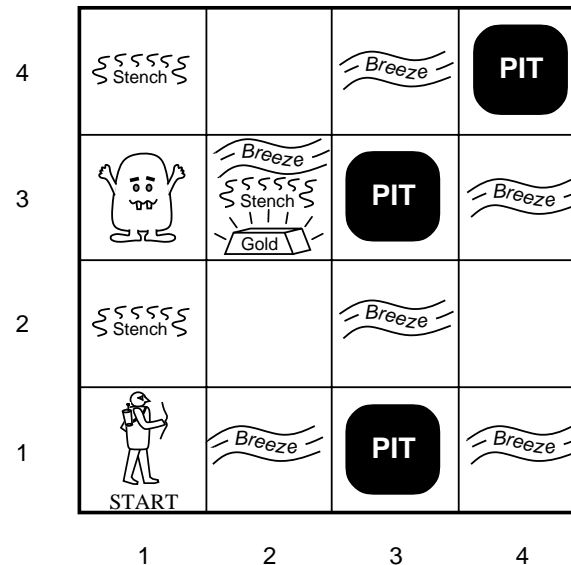 4
Stench
Breeze
PIT
3
Breeze
Stench
Gold
PIT
Breeze
2
Stench
Breeze
1
START
Breeze
PIT
Breeze
1 2 3 4